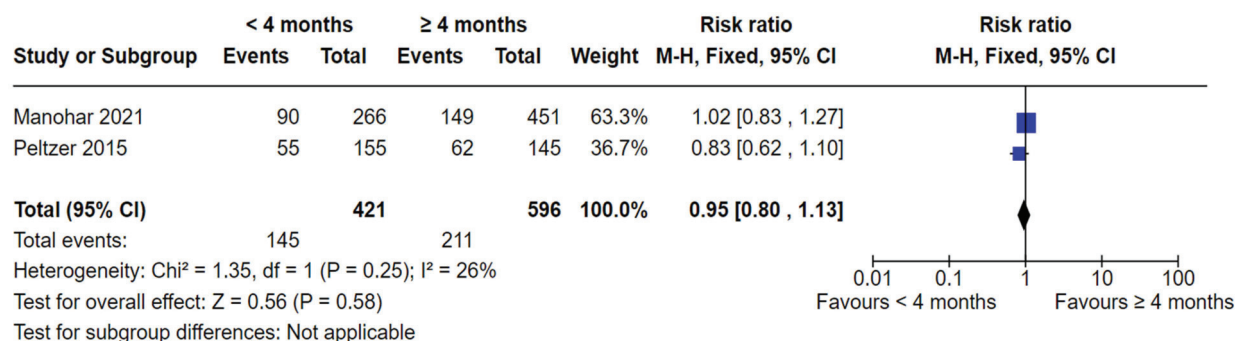 < 4 months ≥ 4 months Risk ratio Risk ratio
Study or Subgroup Events Total Events Total Weight M-H, Fixed, 95% CI M-H, Fixed, 95% CI
Manohar 2021 90 266 149 451 63.3% 1.02 [0.83 , 1.27]
Peltzer 2015 55 155 62 145 36.7% 0.83 [0.62 , 1.10]
Total (95% CI) 421 596 100.0% 0.95 [0.80 , 1.13]
Total events: 145 211
Heterogeneity: Chi² = 1.35, df = 1 (P = 0.25); I² = 26%
0.01 0.1 1 10 100
Test for overall effect: Z = 0.56 (P = 0.58)
Favours < 4 months Favours ≥ 4 months
Test for subgroup differences: Not applicable